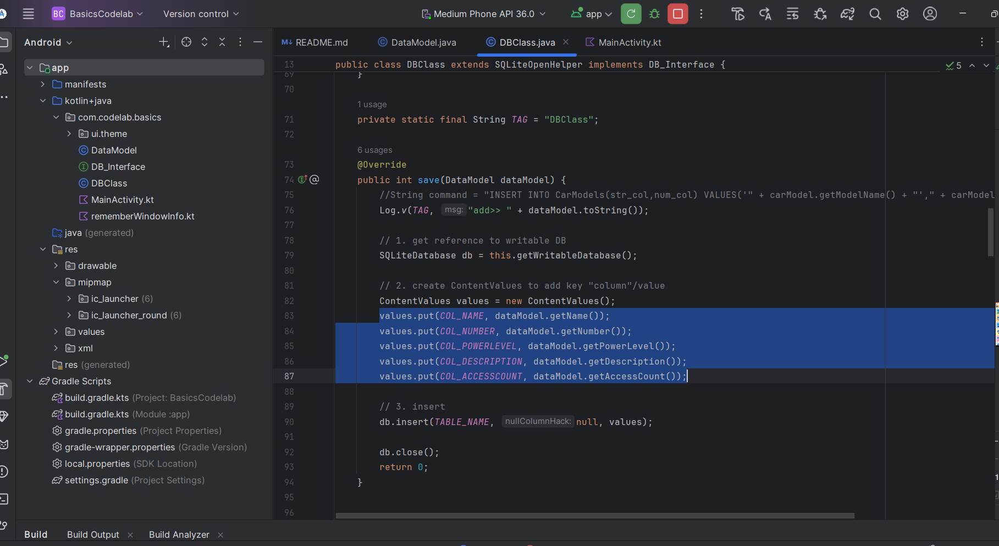 BC BasicsCodelab Version control Medium Phone API 36.0 app
Android
README.md DataModel.java DBClass.java MainActivity.kt
app
manifests
kotlin+java
com.codelab.basics
ui.theme
DataModel
DB_Interface
DBClass
MainActivity.kt
rememberWindowInfo.kt
java (generated)
res
drawable
mipmap
ic_launcher (6)
ic_launcher_round (6)
values
xml
res (generated)
Gradle Scripts
build.gradle.kts (Project: BasicsCodelab)
build.gradle.kts (Module :app)
gradle.properties (Project Properties)
gradle-wrapper.properties (Gradle Version)
local.properties (SDK Location)
settings.gradle (Project Settings)
13 public class DBClass extends SQLiteOpenHelper implements DB_Interface { 5
69 }
70
1 usage
71 private static final String TAG = "DBClass";
72
6 usages
73 @Override
74 public int save(DataModel dataModel) {
75 //String command = "INSERT INTO CarModels(str_col,num_col) VALUES('" + carModel.getModelName() + "'," + carModel
76 Log.v(TAG, msg: "add>> " + dataModel.toString());
77
78 // 1. get reference to writable DB
79 SQLiteDatabase db = this.getWritableDatabase();
80
81 // 2. create ContentValues to add key "column"/value
82 ContentValues values = new ContentValues();
83 values.put(COL_NAME, dataModel.getName());
84 values.put(COL_NUMBER, dataModel.getNumber());
85 values.put(COL_POWERLEVEL, dataModel.getPowerLevel());
86 values.put(COL_DESCRIPTION, dataModel.getDescription());
87 values.put(COL_ACCESSCOUNT, dataModel.getAccessCount());
88
89 // 3. insert
90 db.insert(TABLE_NAME, nullColumnHack: null, values);
91
92 db.close();
93 return 0;
94 }
95
96
Build Build Output Build Analyzer